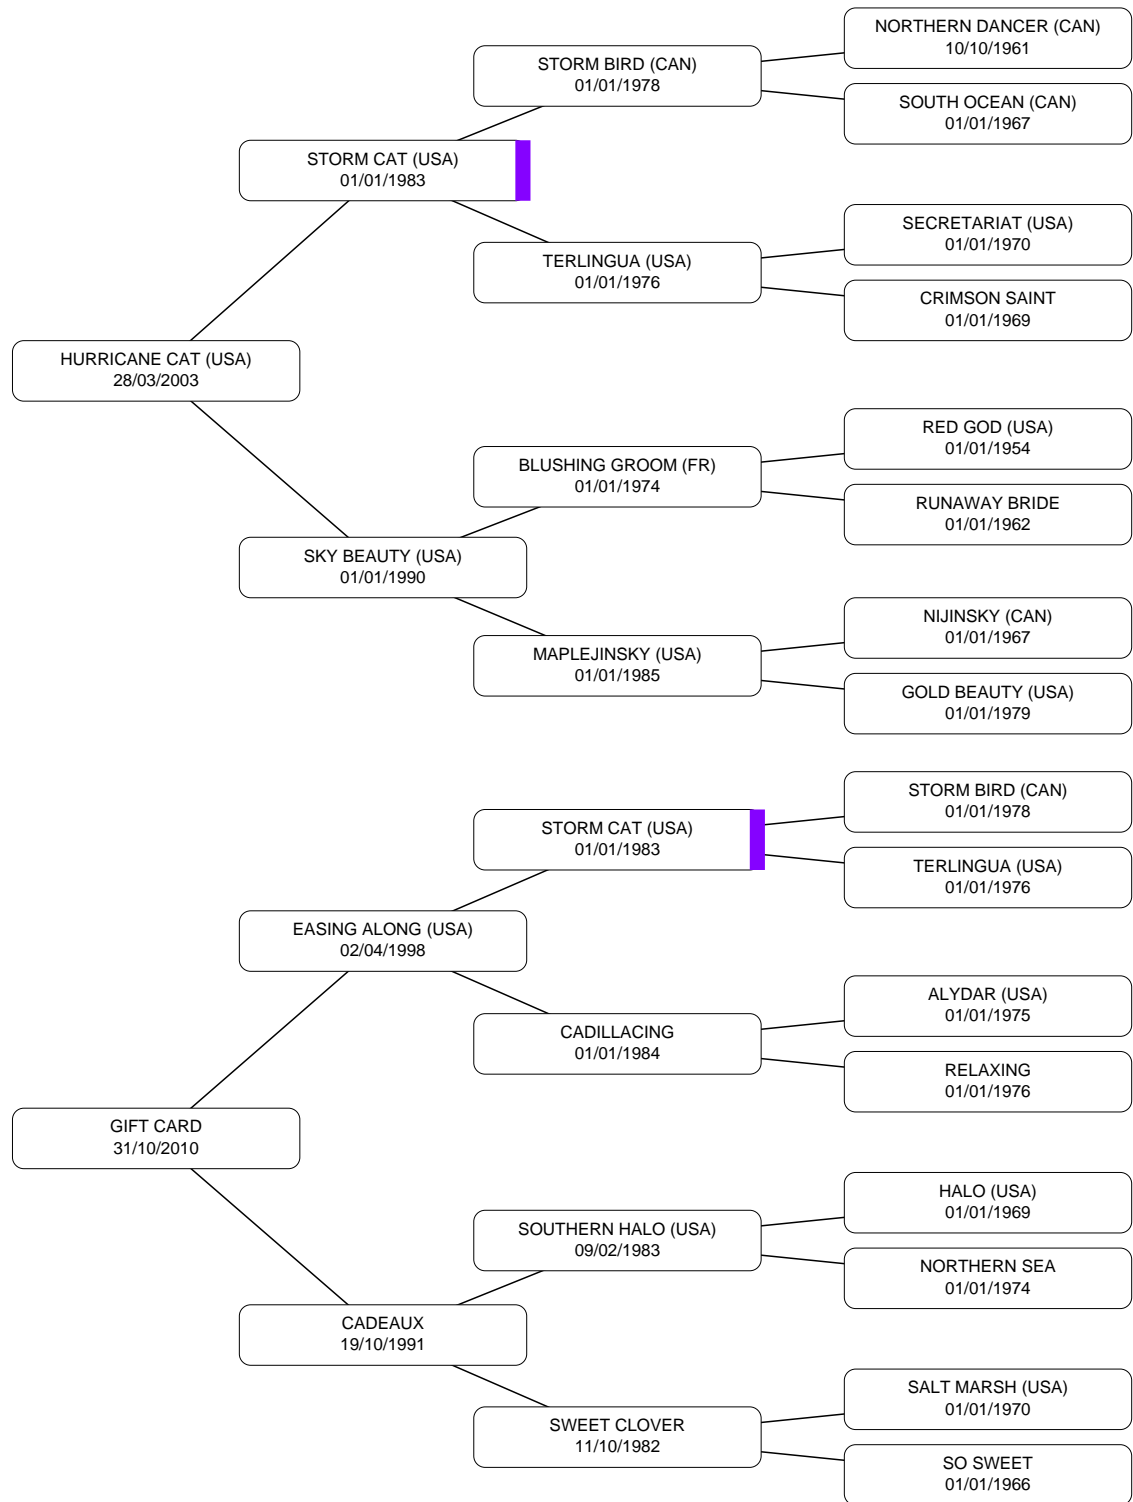 NORTHERN DANCER (CAN)
10/10/1961
STORM BIRD (CAN)
01/01/1978
SOUTH OCEAN (CAN)
01/01/1967
STORM CAT (USA)
01/01/1983
SECRETARIAT (USA)
01/01/1970
TERLINGUA (USA)
01/01/1976
CRIMSON SAINT
01/01/1969
HURRICANE CAT (USA)
28/03/2003
RED GOD (USA)
01/01/1954
BLUSHING GROOM (FR)
01/01/1974
RUNAWAY BRIDE
01/01/1962
SKY BEAUTY (USA)
01/01/1990
NIJINSKY (CAN)
01/01/1967
MAPLEJINSKY (USA)
01/01/1985
GOLD BEAUTY (USA)
01/01/1979
STORM BIRD (CAN)
01/01/1978
STORM CAT (USA)
01/01/1983
TERLINGUA (USA)
01/01/1976
EASING ALONG (USA)
02/04/1998
ALYDAR (USA)
01/01/1975
CADILLACING
01/01/1984
RELAXING
01/01/1976
GIFT CARD
31/10/2010
HALO (USA)
01/01/1969
SOUTHERN HALO (USA)
09/02/1983
NORTHERN SEA
01/01/1974
CADEAUX
19/10/1991
SALT MARSH (USA)
01/01/1970
SWEET CLOVER
11/10/1982
SO SWEET
01/01/1966